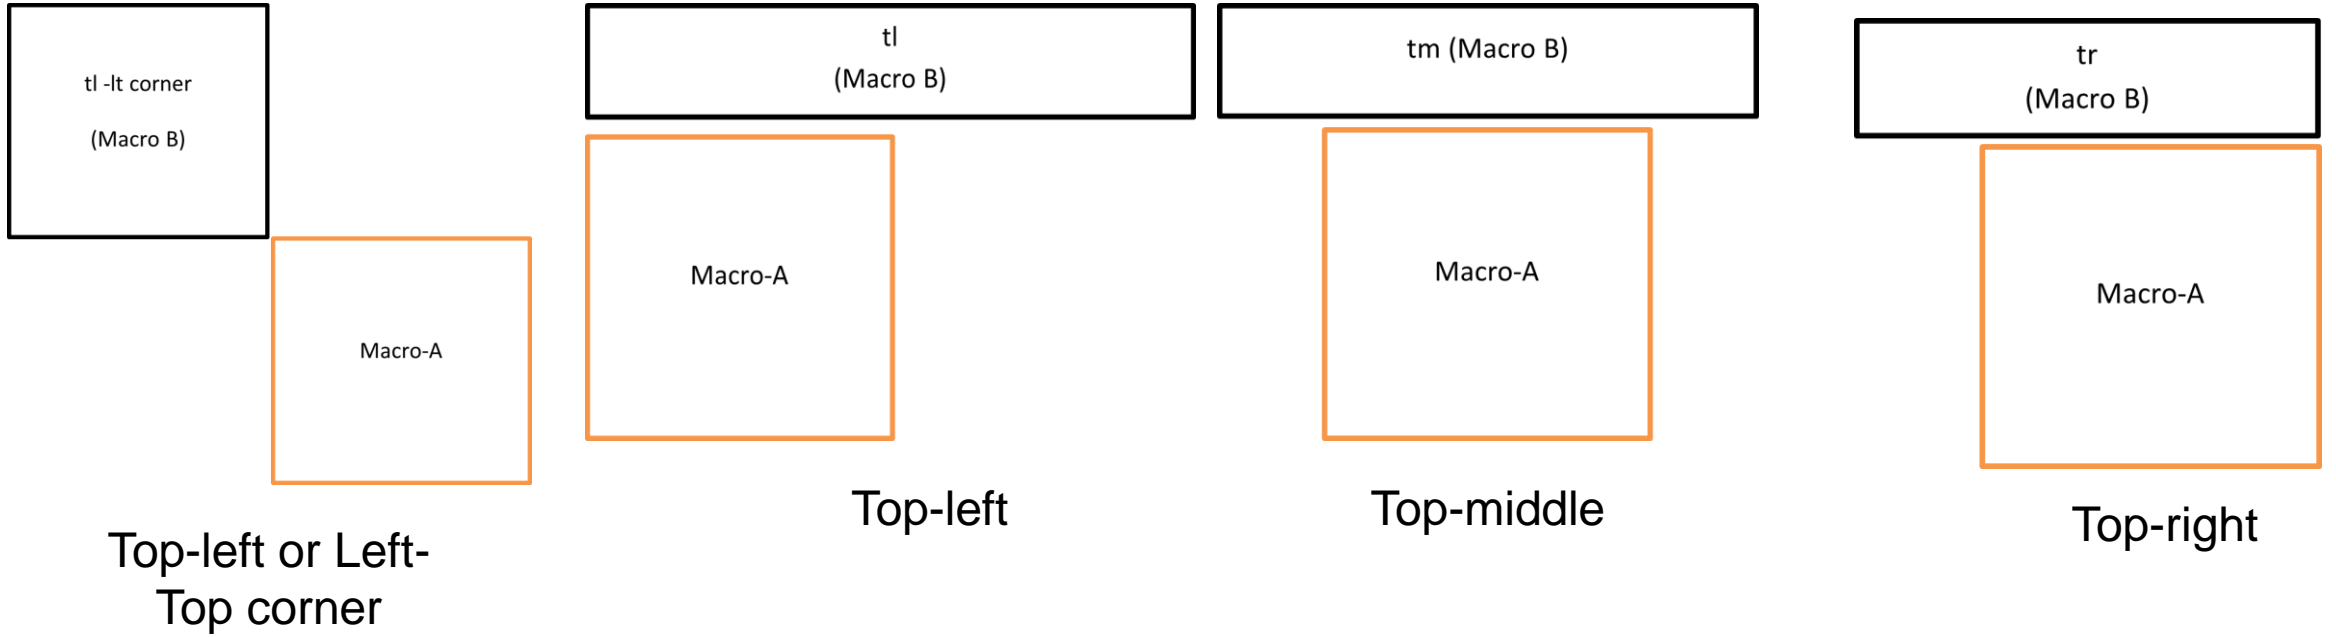 tl -lt corner
(Macro B)
Macro-A
Top-left or Left-
Top corner
tl
(Macro B)
Macro-A
Top-left
tm (Macro B)
Macro-A
Top-middle
tr
(Macro B)
Macro-A
Top-right